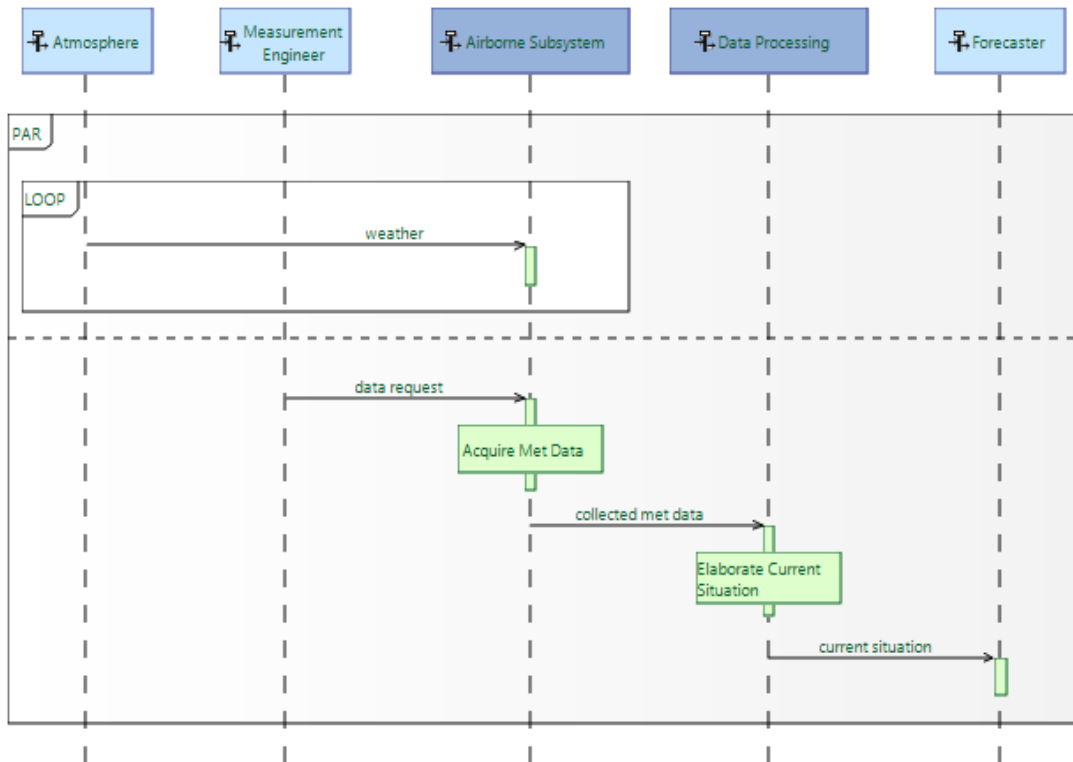 Atmosphere
Measurement
Engineer
Airborne Subsystem
Data Processing
Forecaster
PAR
LOOP
weather
data request
Acquire Met Data
collected met data
Elaborate Current
Situation
current situation